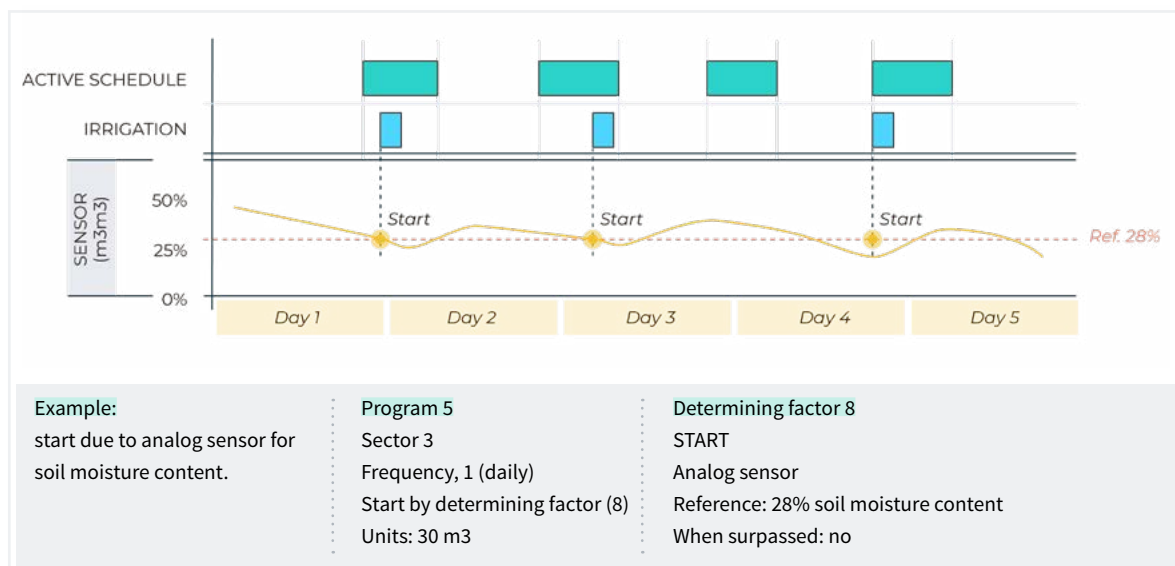 ACTIVE SCHEDULE
IRRIGATION
SENSOR
(m3m3)
50%
25%
0%
Start
Start
Start
Ref. 28%
Day 1
Day 2
Day 3
Day 4
Day 5
Example:
start due to analog sensor for
soil moisture content.
Program 5
Sector 3
Frequency, 1 (daily)
Start by determining factor (8)
Units: 30 m3
Determining factor 8
START
Analog sensor
Reference: 28% soil moisture content
When surpassed: no